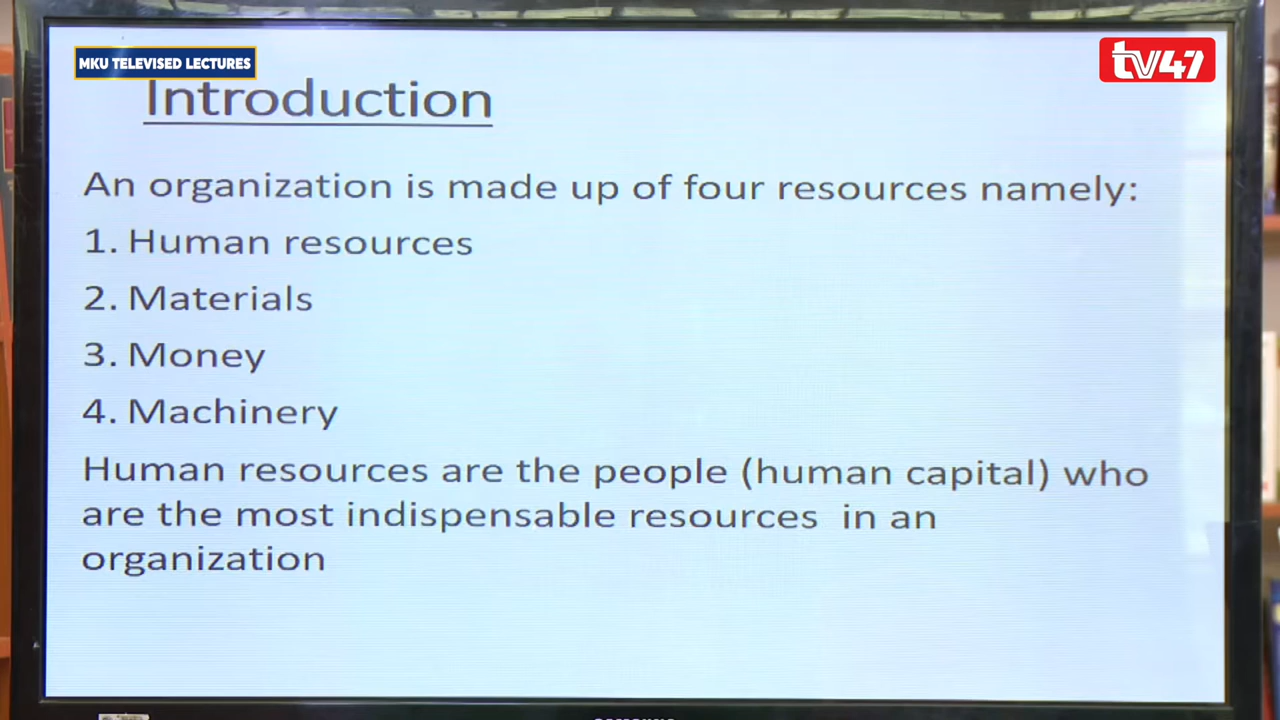 MKU TELEVISED LECTURES
tv47
Introduction
An organization is made up of four resources namely:
1. Human resources
2. Materials
3. Money
4. Machinery
Human resources are the people (human capital) who
are the most indispensable resources in an
organization